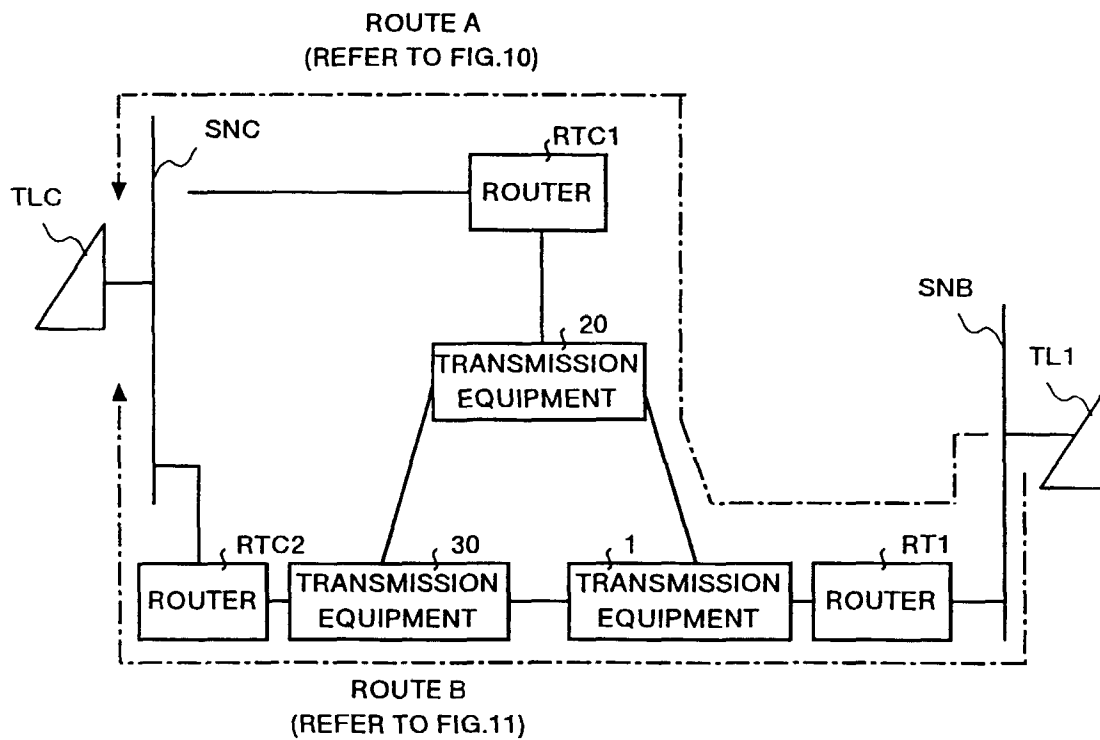 ROUTE A
(REFER TO FIG.10)
SNC
RTC1
ROUTER
TLC
SNB
20
TL1
TRANSMISSION
EQUIPMENT
RTC2
30
1
RT1
ROUTER
TRANSMISSION
EQUIPMENT
TRANSMISSION
EQUIPMENT
ROUTER
ROUTE B
(REFER TO FIG.11)